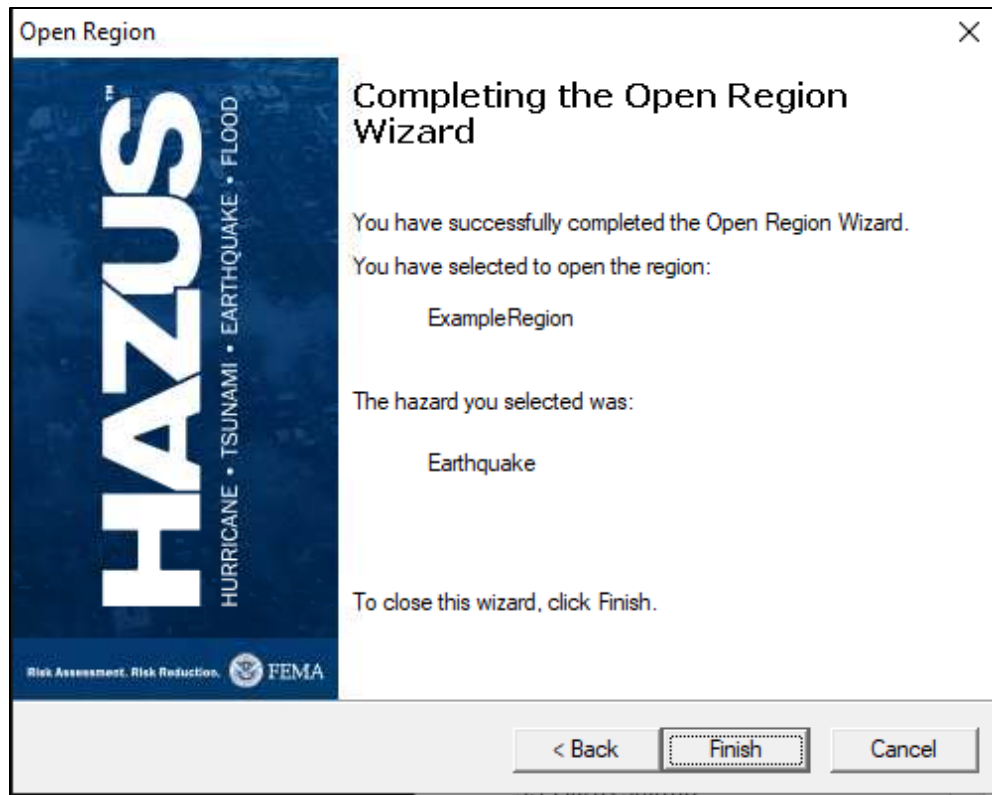 Open Region
HAZUS™
HURRICANE • TSUNAMI • EARTHQUAKE • FLOOD
Risk Assessment. Risk Reduction.
FEMA
Completing the Open Region
Wizard
You have successfully completed the Open Region Wizard.
You have selected to open the region:
ExampleRegion
The hazard you selected was:
Earthquake
To close this wizard, click Finish.
< Back
Finish
Cancel